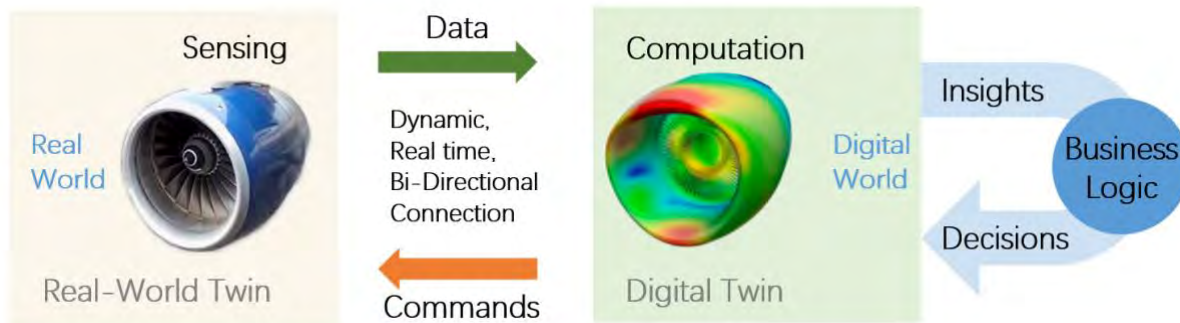 Sensing
Real
World
Real-World Twin
Data
Dynamic,
Real time,
Bi-Directional
Connection
Commands
Computation
Digital
World
Digital Twin
Insights
Business
Logic
Decisions